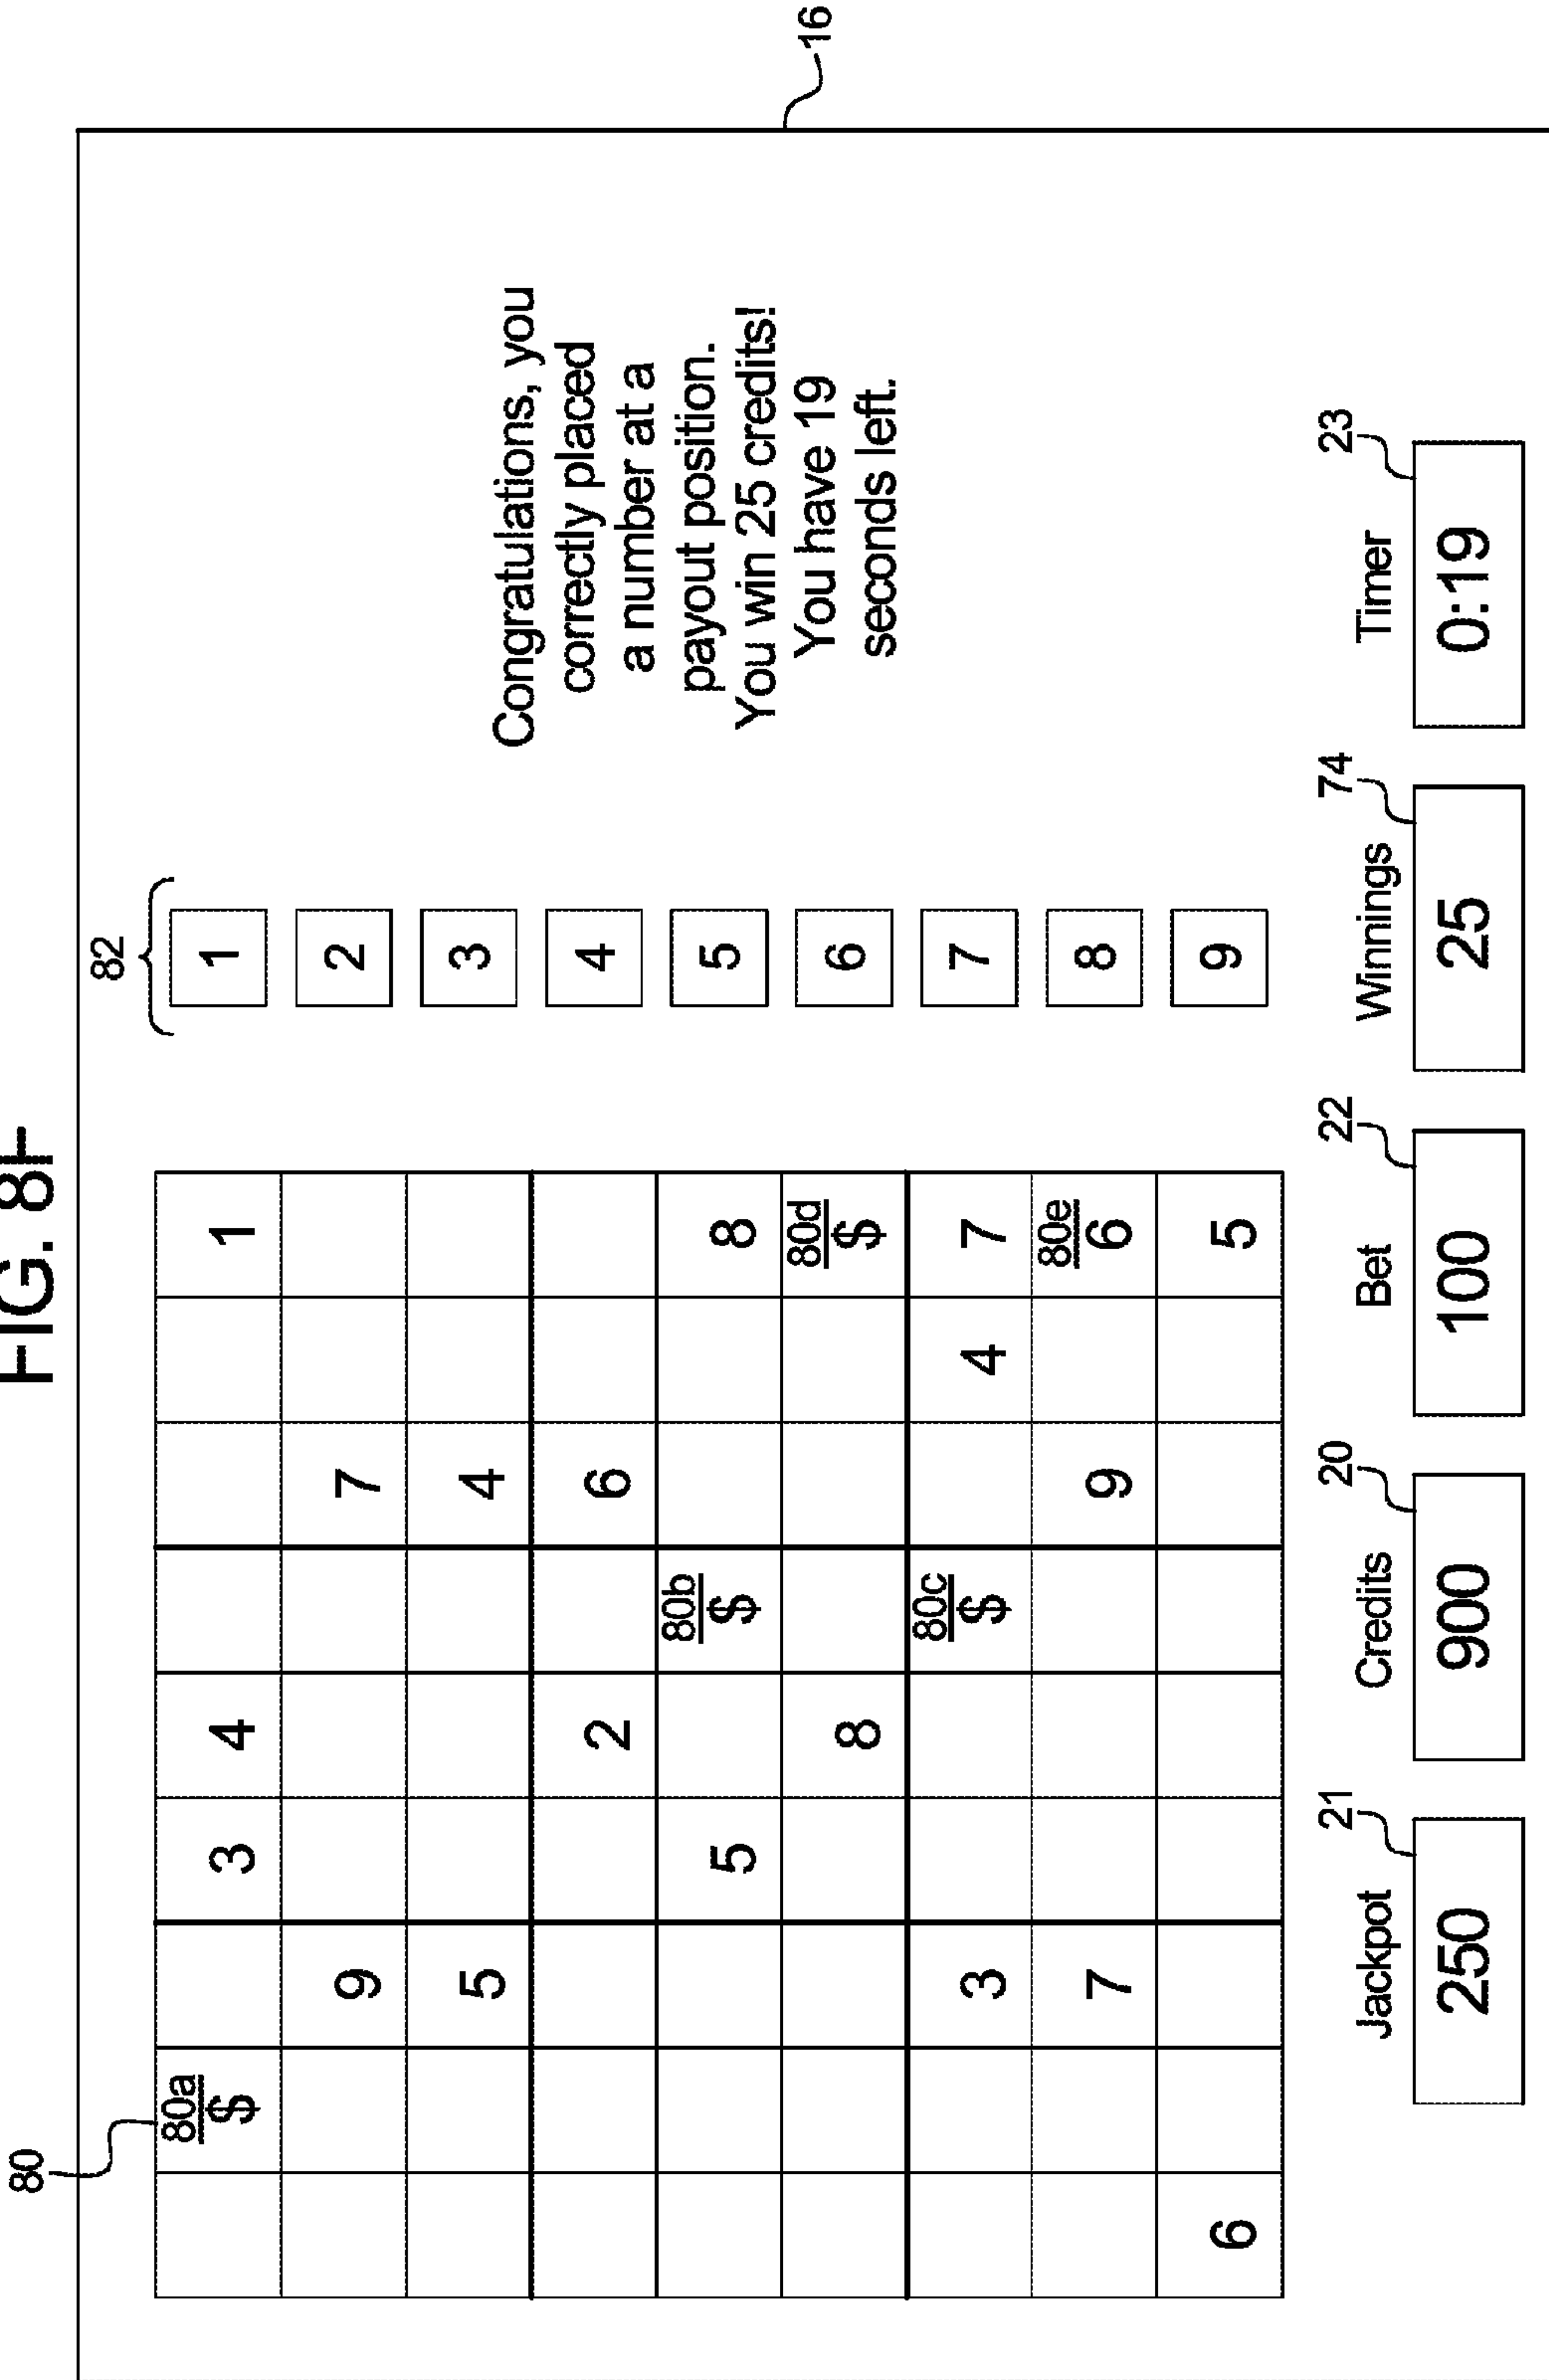 FIG. 8F
80
82
80a
$ 3 4 1 1
9 7 2
5 4 3
2 6 4
80b
5 $ 8 5
80d
8 $ 6
80c
3 $ 4 7 7
80e
7 9 6 8
6 5 9
Congratulations, you
correctly placed
a number at a
payout position.
You win 25 credits!
You have 19
seconds left.
16
21 20 22 74 23
Jackpot Credits Bet Winnings Timer
250 900 100 25 0:19